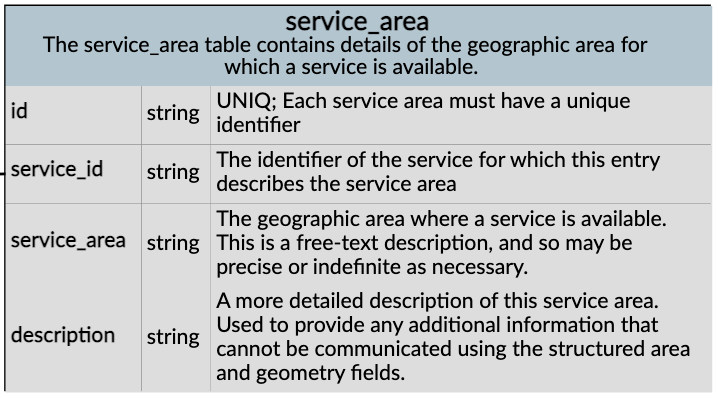 service_area
The service_area table contains details of the geographic area for
which a service is available.
id
string
UNIQ; Each service area must have a unique
identifier
service_id
string
The identifier of the service for which this entry
describes the service area
service_area
string
The geographic area where a service is available.
This is a free-text description, and so may be
precise or indefinite as necessary.
description
string
A more detailed description of this service area.
Used to provide any additional information that
cannot be communicated using the structured area
and geometry fields.